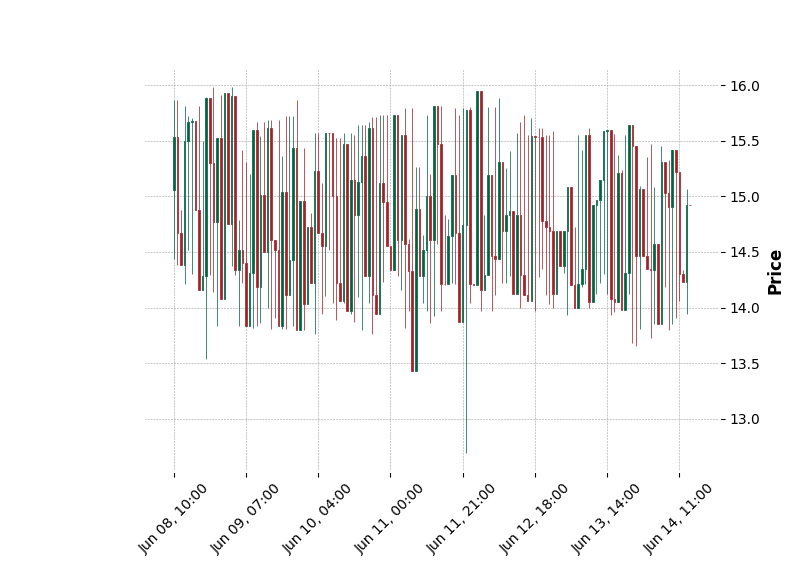 16.0
15.5
15.0
14.5
14.0
13.5
13.0
Price
Jun 08, 10:00
Jun 09, 07:00
Jun 10, 04:00
Jun 11, 00:00
Jun 11, 21:00
Jun 12, 18:00
Jun 13, 14:00
Jun 14, 11:00